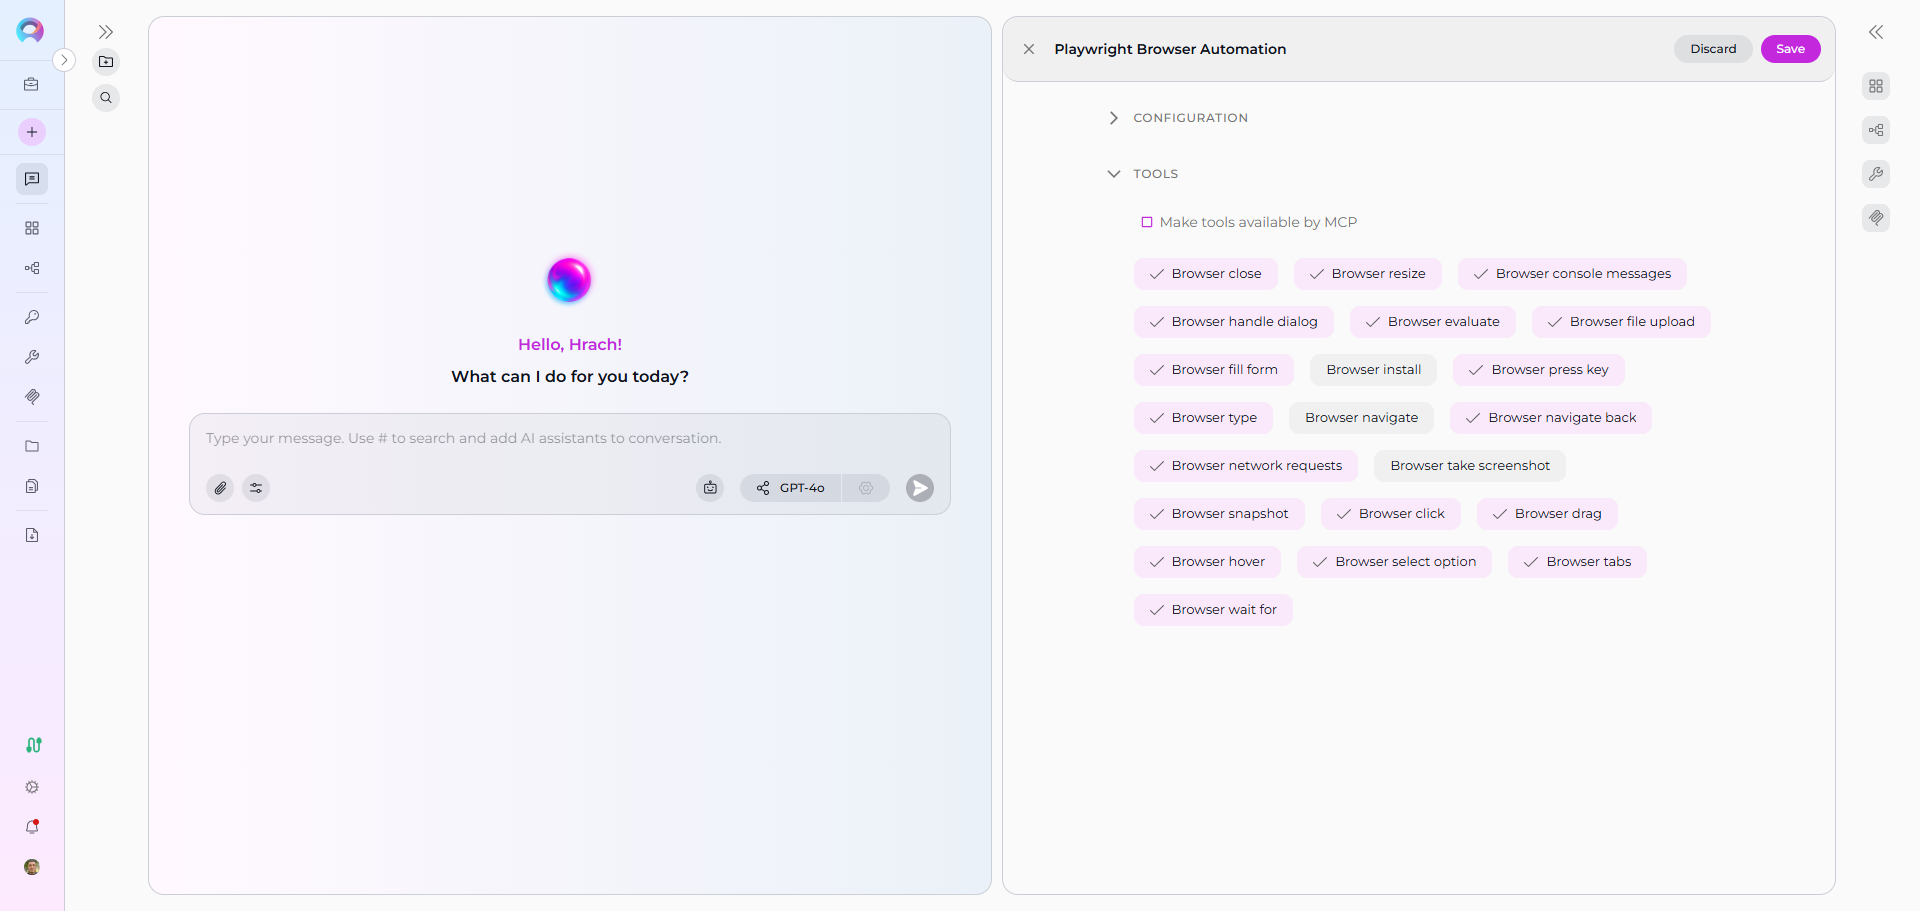 Playwright Browser Automation
Discard
Save
CONFIGURATION
TOOLS
Make tools available by MCP
Browser close
Browser resize
Browser console messages
Browser handle dialog
Browser evaluate
Browser file upload
Browser fill form
Browser install
Browser press key
Browser type
Browser navigate
Browser navigate back
Browser network requests
Browser take screenshot
Browser snapshot
Browser click
Browser drag
Browser hover
Browser select option
Browser tabs
Browser wait for
Hello, Hrach!
What can I do for you today?
Type your message. Use # to search and add AI assistants to conversation.
GPT-4o